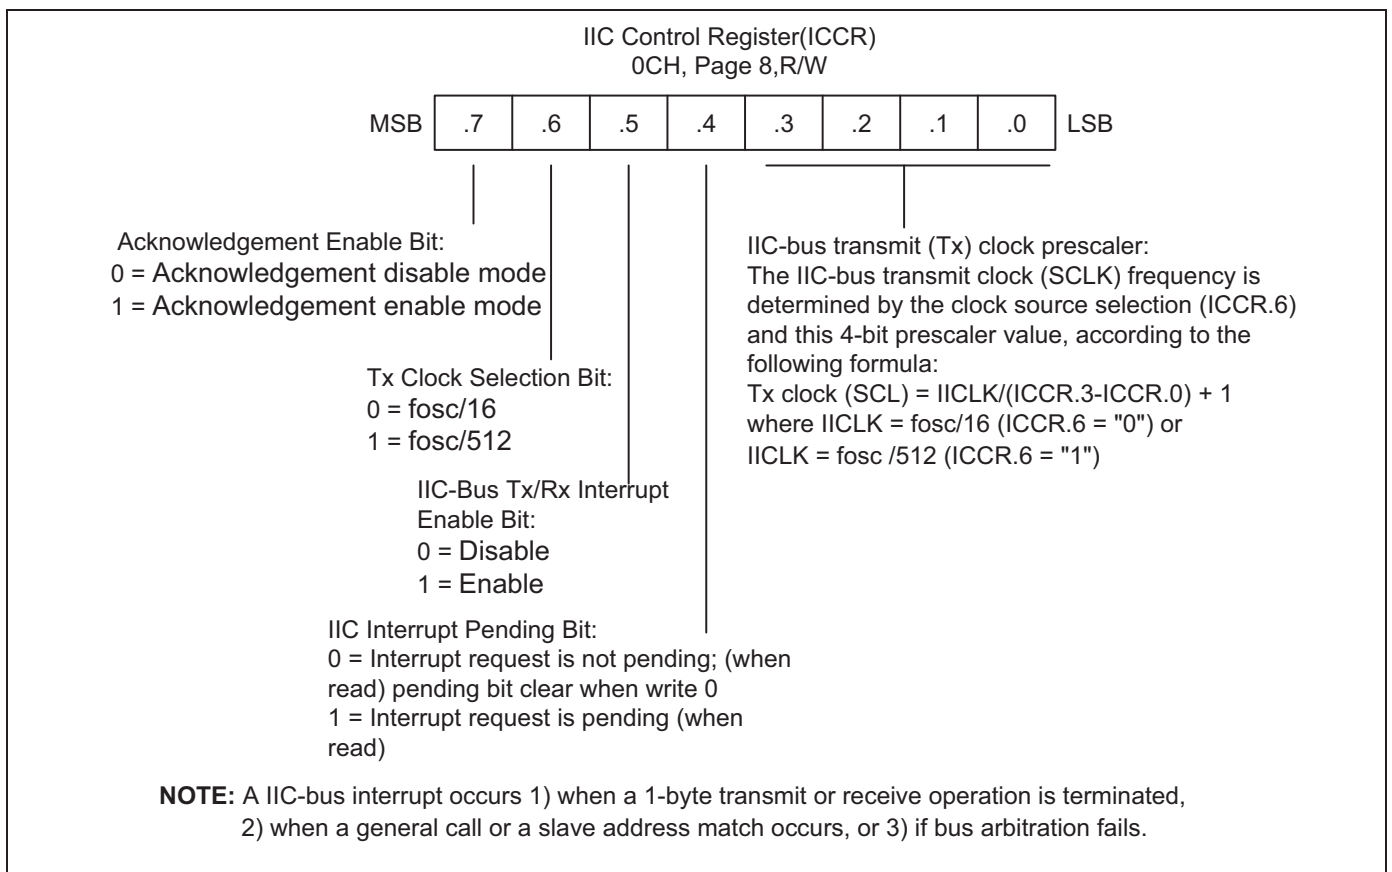 IIC Control Register(ICCR)
0CH, Page 8,R/W
MSB .7 .6 .5 .4 .3 .2 .1 .0 LSB
Acknowledgement Enable Bit:
0 = Acknowledgement disable mode
1 = Acknowledgement enable mode
Tx Clock Selection Bit:
0 = fosc/16
1 = fosc/512
IIC-Bus Tx/Rx Interrupt
Enable Bit:
0 = Disable
1 = Enable
IIC Interrupt Pending Bit:
0 = Interrupt request is not pending; (when
read) pending bit clear when write 0
1 = Interrupt request is pending (when
read)
IIC-bus transmit (Tx) clock prescaler:
The IIC-bus transmit clock (SCLK) frequency is
determined by the clock source selection (ICCR.6)
and this 4-bit prescaler value, according to the
following formula:
Tx clock (SCL) = IICLK/(ICCR.3-ICCR.0) + 1
where IICLK = fosc/16 (ICCR.6 = "0") or
IICLK = fosc /512 (ICCR.6 = "1")
NOTE: A IIC-bus interrupt occurs 1) when a 1-byte transmit or receive operation is terminated,
2) when a general call or a slave address match occurs, or 3) if bus arbitration fails.